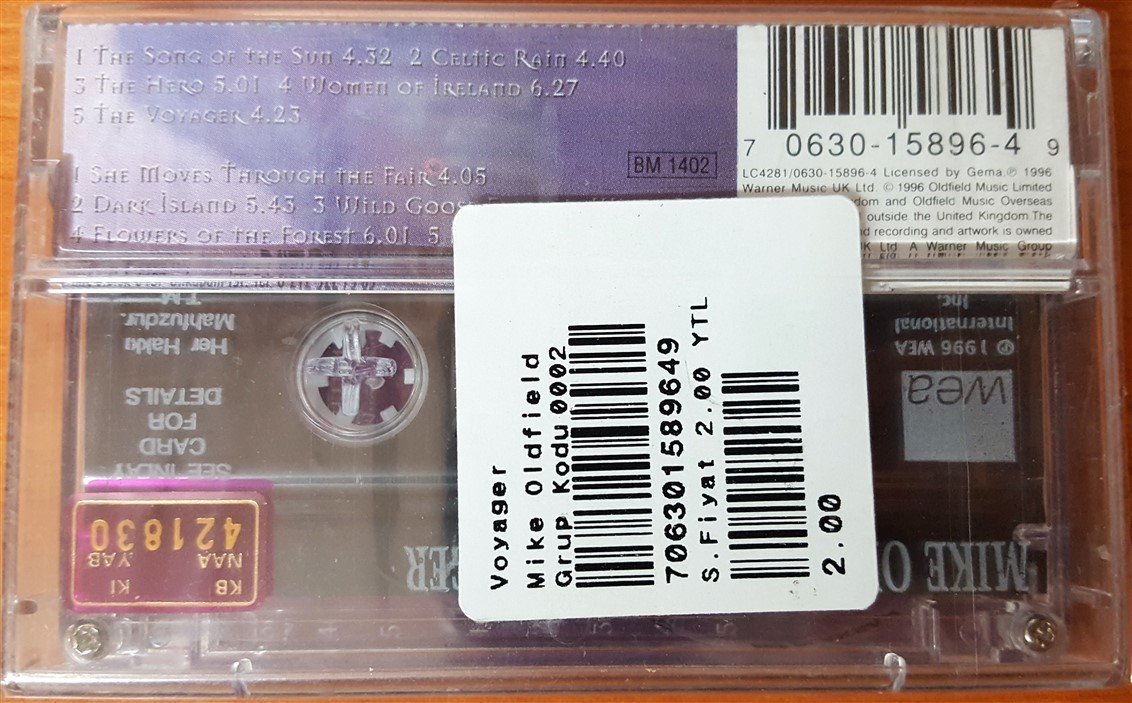 1 The Song of the Sun 4.32 2 Celtic Rain 4.40
3 The Hero 5.01 4 Women of Ireland 6.27
5 The Voyager 4.23
1 She Moves Through the Fair 4.05
2 Dark Island 5.43 3 Wild Goose
4 Flowers of the Forest 6.01 5
BM 1402
7 0630-15896-4 9
LC4281/0630-15896-4 Licensed by Gema.℗ 1996
Warner Music UK Ltd. © 1996 Oldfield Music Limited
and Oldfield Music Overseas
outside the United Kingdom.The
recording and artwork is owned
Ltd. A Warner Music Group
Voyager
Mike Oldfield
Grup Kodu 0002
706301589649
S.Fiyat 2.00 YTL
2.00
Her Hakkı
Mahfuzdur.
SEE INLAY
CARD
FOR
DETAILS
wea
℗ 1996 WEA
International
Inc.
MIKE
KB KI
NAA YAB
421830